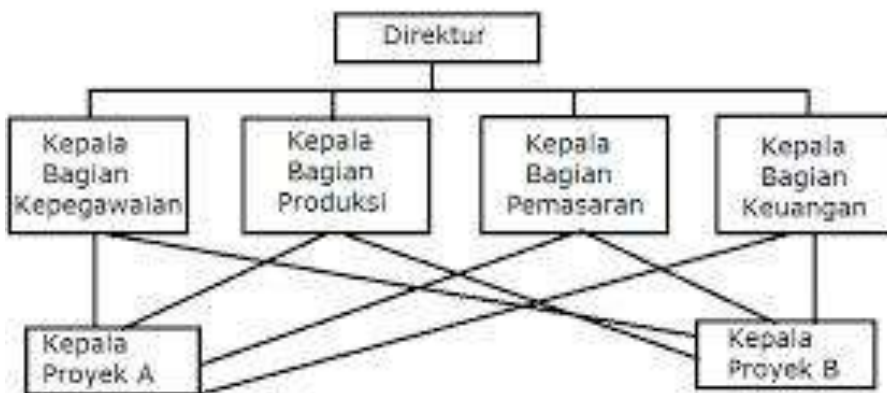 Direktur
Kepala
Bagian
Kepegawaian
Kepala
Bagian
Produksi
Kepala
Bagian
Pemasaran
Kepala
Bagian
Keuangan
Kepala
Proyek A
Kepala
Proyek B